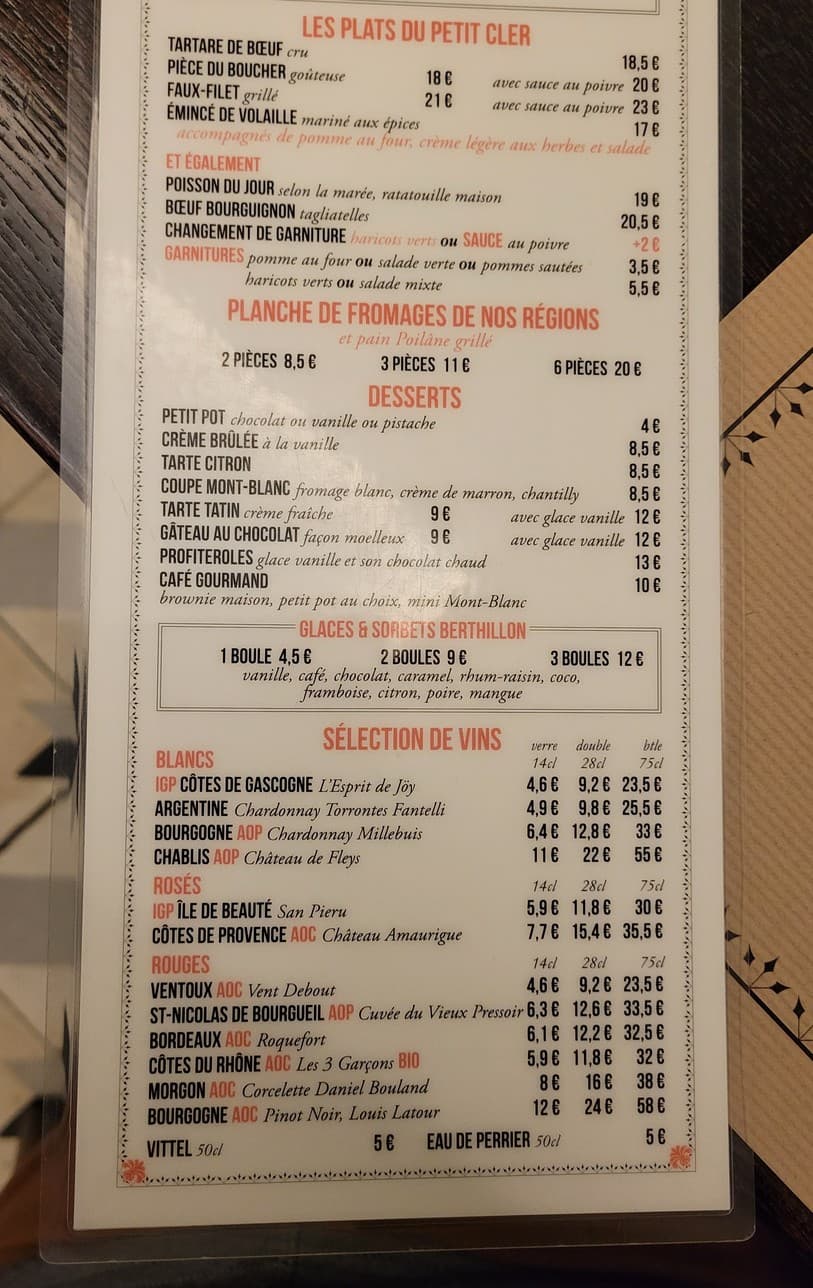 LES PLATS DU PETIT CLER
TARTARE DE BŒUF cru 18,5 €
PIÈCE DU BOUCHER goûteuse 18 € avec sauce au poivre 20 €
FAUX-FILET grillé 21 € avec sauce au poivre 23 €
ÉMINCÉ DE VOLAILLE mariné aux épices 17 €
accompagnés de pomme au four, crème légère aux herbes et salade
ET ÉGALEMENT
POISSON DU JOUR selon la marée, ratatouille maison 19 €
BŒUF BOURGUIGNON tagliatelles 20,5 €
CHANGEMENT DE GARNITURE haricots verts ou SAUCE au poivre +2 €
GARNITURES pomme au four ou salade verte ou pommes sautées 3,5 €
haricots verts ou salade mixte 5,5 €
PLANCHE DE FROMAGES DE NOS RÉGIONS
et pain Poilâne grillé
2 PIÈCES 8,5 € 3 PIÈCES 11 € 6 PIÈCES 20 €
DESSERTS
PETIT POT chocolat ou vanille ou pistache 4 €
CRÈME BRÛLÉE à la vanille 8,5 €
TARTE CITRON 8,5 €
COUPE MONT-BLANC fromage blanc, crème de marron, chantilly 8,5 €
TARTE TATIN crème fraîche 9 € avec glace vanille 12 €
GÂTEAU AU CHOCOLAT façon moelleux 9 € avec glace vanille 12 €
PROFITEROLES glace vanille et son chocolat chaud 13 €
CAFÉ GOURMAND 10 €
brownie maison, petit pot au choix, mini Mont-Blanc
GLACES & SORBETS BERTHILLON
1 BOULE 4,5 € 2 BOULES 9 € 3 BOULES 12 €
vanille, café, chocolat, caramel, rhum-raisin, coco,
framboise, citron, poire, mangue
SÉLECTION DE VINS verre double btle
BLANCS 14cl 28cl 75cl
IGP CÔTES DE GASCOGNE L'Esprit de Jöy 4,6 € 9,2 € 23,5 €
ARGENTINE Chardonnay Torrontes Fantelli 4,9 € 9,8 € 25,5 €
BOURGOGNE AOP Chardonnay Millebuis 6,4 € 12,8 € 33 €
CHABLIS AOP Château de Fleys 11 € 22 € 55 €
ROSÉS 14cl 28cl 75cl
IGP ÎLE DE BEAUTÉ San Pieru 5,9 € 11,8 € 30 €
CÔTES DE PROVENCE AOC Château Amaurigue 7,7 € 15,4 € 35,5 €
ROUGES 14cl 28cl 75cl
VENTOUX AOC Vent Debout 4,6 € 9,2 € 23,5 €
ST-NICOLAS DE BOURGUEIL AOP Cuvée du Vieux Pressoir 6,3 € 12,6 € 33,5 €
BORDEAUX AOC Roquefort 6,1 € 12,2 € 32,5 €
CÔTES DU RHÔNE AOC Les 3 Garçons BIO 5,9 € 11,8 € 32 €
MORGON AOC Corcelette Daniel Bouland 8 € 16 € 38 €
BOURGOGNE AOC Pinot Noir, Louis Latour 12 € 24 € 58 €
VITTEL 50cl 5 € EAU DE PERRIER 50cl 5 €